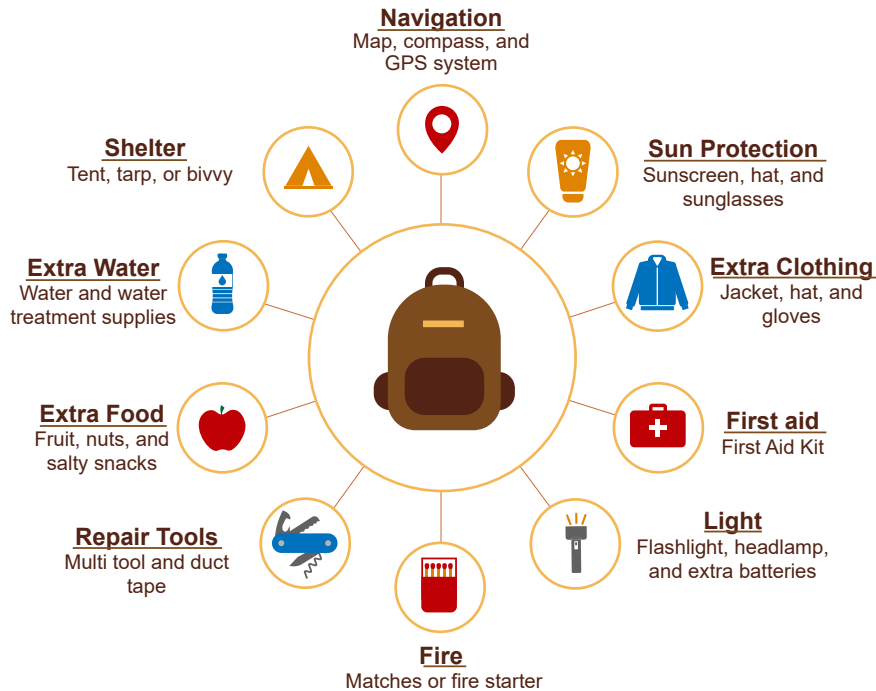 Navigation
Map, compass, and
GPS system
Sun Protection
Sunscreen, hat, and
sunglasses
Extra Clothing
Jacket, hat, and
gloves
First aid
First Aid Kit
Light
Flashlight, headlamp,
and extra batteries
Fire
Matches or fire starter
Repair Tools
Multi tool and duct
tape
Extra Food
Fruit, nuts, and
salty snacks
Extra Water
Water and water
treatment supplies
Shelter
Tent, tarp, or bivvy